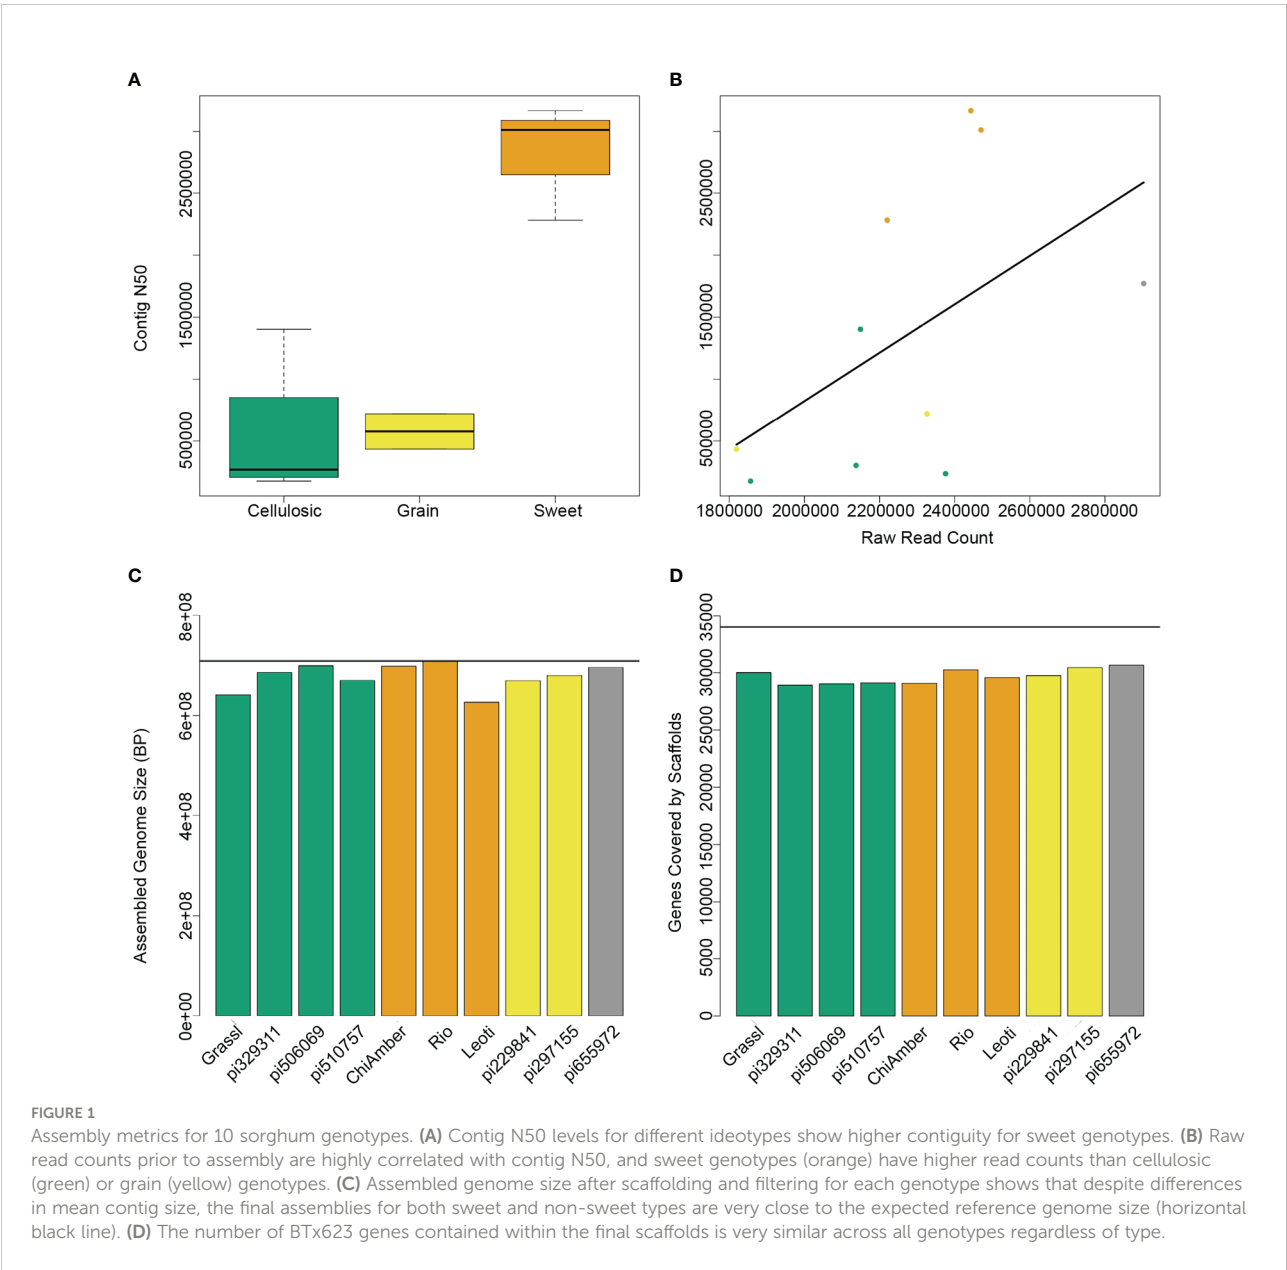 A
B
2500000
1500000
500000
Contig N50
Cellulosic Grain Sweet
2500000
1500000
500000
1800000 2000000 2200000 2400000 2600000 2800000
Raw Read Count
C
D
8e+08
6e+08
4e+08
2e+08
0e+00
Assembled Genome Size (BP)
Grassl pi329311 pi506069 pi510757 ChiAmber Rio Leoti pi229841 pi297155 pi655972
35000
30000
25000
20000
15000
10000
5000
0
Genes Covered by Scaffolds
Grassl pi329311 pi506069 pi510757 ChiAmber Rio Leoti pi229841 pi297155 pi655972
FIGURE 1
Assembly metrics for 10 sorghum genotypes. (A) Contig N50 levels for different ideotypes show higher contiguity for sweet genotypes. (B) Raw
read counts prior to assembly are highly correlated with contig N50, and sweet genotypes (orange) have higher read counts than cellulosic
(green) or grain (yellow) genotypes. (C) Assembled genome size after scaffolding and filtering for each genotype shows that despite differences
in mean contig size, the final assemblies for both sweet and non-sweet types are very close to the expected reference genome size (horizontal
black line). (D) The number of BTx623 genes contained within the final scaffolds is very similar across all genotypes regardless of type.